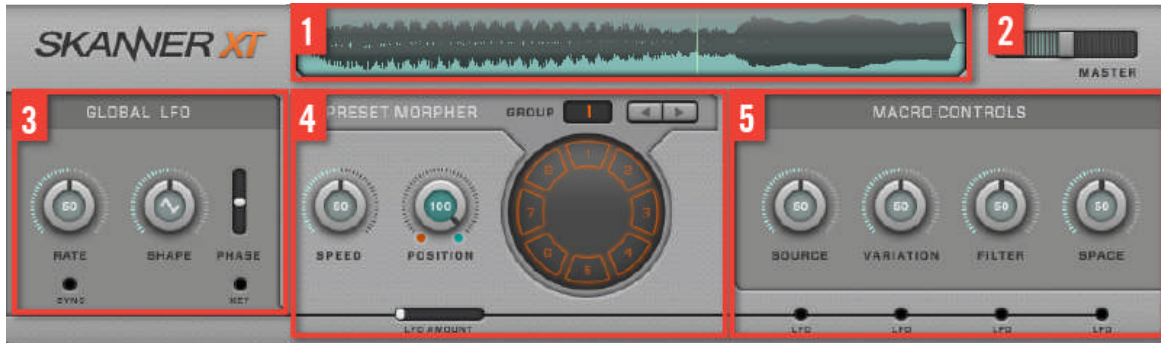 SKANNER XT
1
2
MASTER
3
GLOBAL LFO
50
RATE
SHAPE
PHASE
SYNC
KEY
4
PRESET MORPHER
GROUP
1
50
SPEED
100
POSITION
1
2
3
4
5
6
7
8
LFO AMOUNT
5
MACRO CONTROLS
50
50
50
50
SOURCE
VARIATION
FILTER
SPACE
LFO
LFO
LFO
LFO